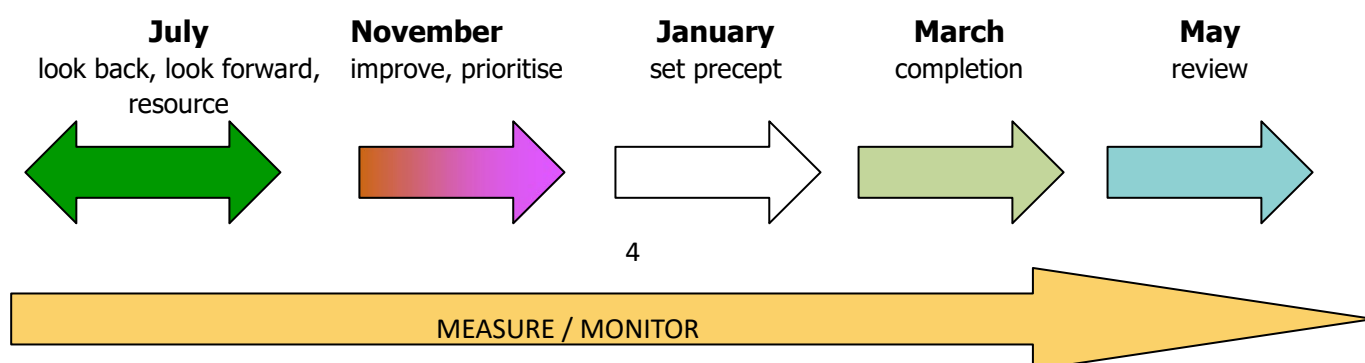 July
look back, look forward,
resource
November
improve, prioritise
January
set precept
March
completion
May
review
4
MEASURE / MONITOR